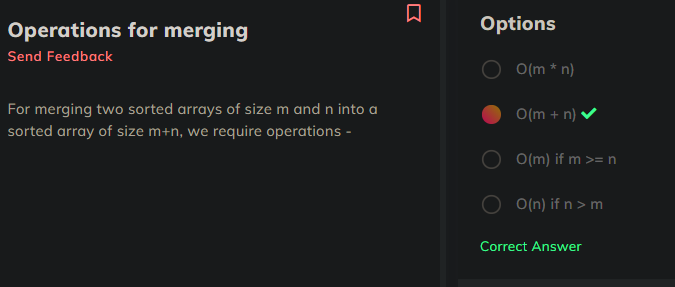 Operations for merging
Send Feedback
For merging two sorted arrays of size m and n into a
sorted array of size m+n, we require operations -
Options
O(m * n)
O(m + n)
O(m) if m >= n
O(n) if n > m
Correct Answer